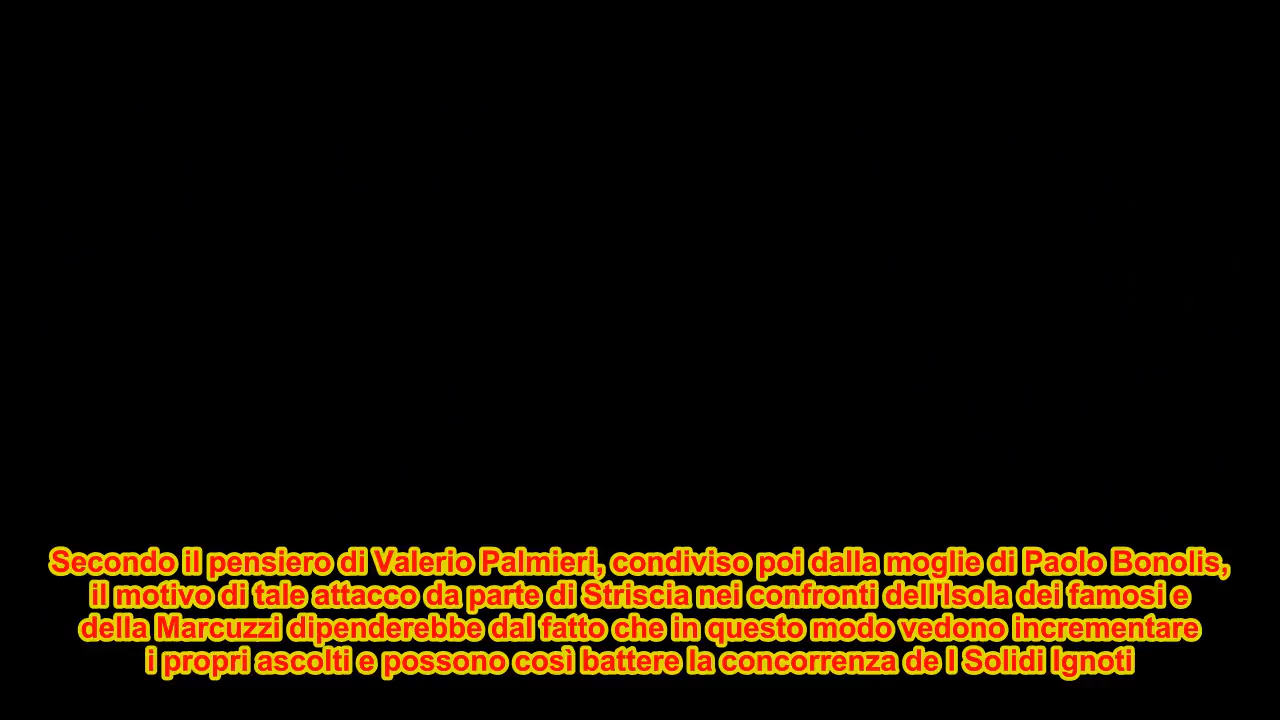 Secondo il pensiero di Valerio Palmieri, condiviso poi dalla moglie di Paolo Bonolis,
il motivo di tale attacco da parte di Striscia nei confronti dell'Isola dei famosi e
della Marcuzzi dipenderebbe dal fatto che in questo modo vedono incrementare
i propri ascolti e possono così battere la concorrenza de I Solidi Ignoti